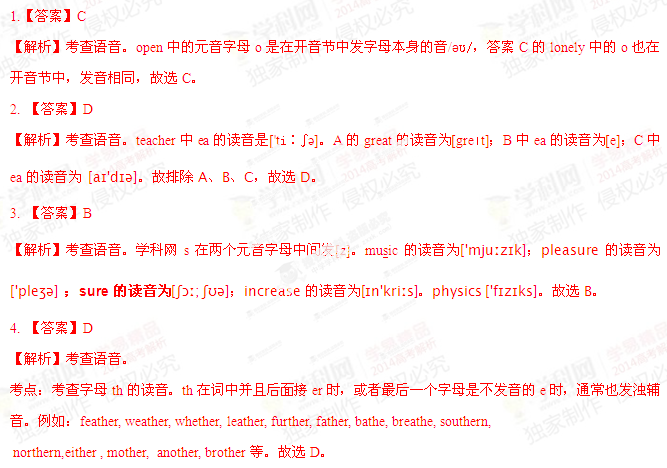 1.【答案】C
【解析】考查语音。open 中的元音字母 o 是在开音节中发字母本身的音/əʊ/，答案 C 的 lonely 中的 o 也在
开音节中，发音相同，故选 C。
2. 【答案】D
【解析】考查语音。teacher 中 ea 的读音是['ti：ʃə]。A 的 great 的读音为[greɪt]；B 中 ea 的读音为[e]；C 中
ea 的读音为 [aɪ'dɪə]。故排除 A、B、C，故选 D。
3. 【答案】B
【解析】考查语音。学科网 s 在两个元音字母中间发[z]。music 的读音为['mjuːzɪk]；pleasure 的读音为
['pleʒə]；sure 的读音为[ʃɔː; ʃʊə]；increase 的读音为[ɪn'kriːs]。physics ['fɪzɪks]。故选 B。
4. 【答案】D
【解析】考查语音。
考点：考查字母 th 的读音。th 在词中并且后面接 er 时，或者最后一个字母是不发音的 e 时，通常也发浊辅
音。例如：feather, weather, whether, leather, further, father, bathe, breathe, southern,
northern,either , mother, another, brother 等。故选 D。